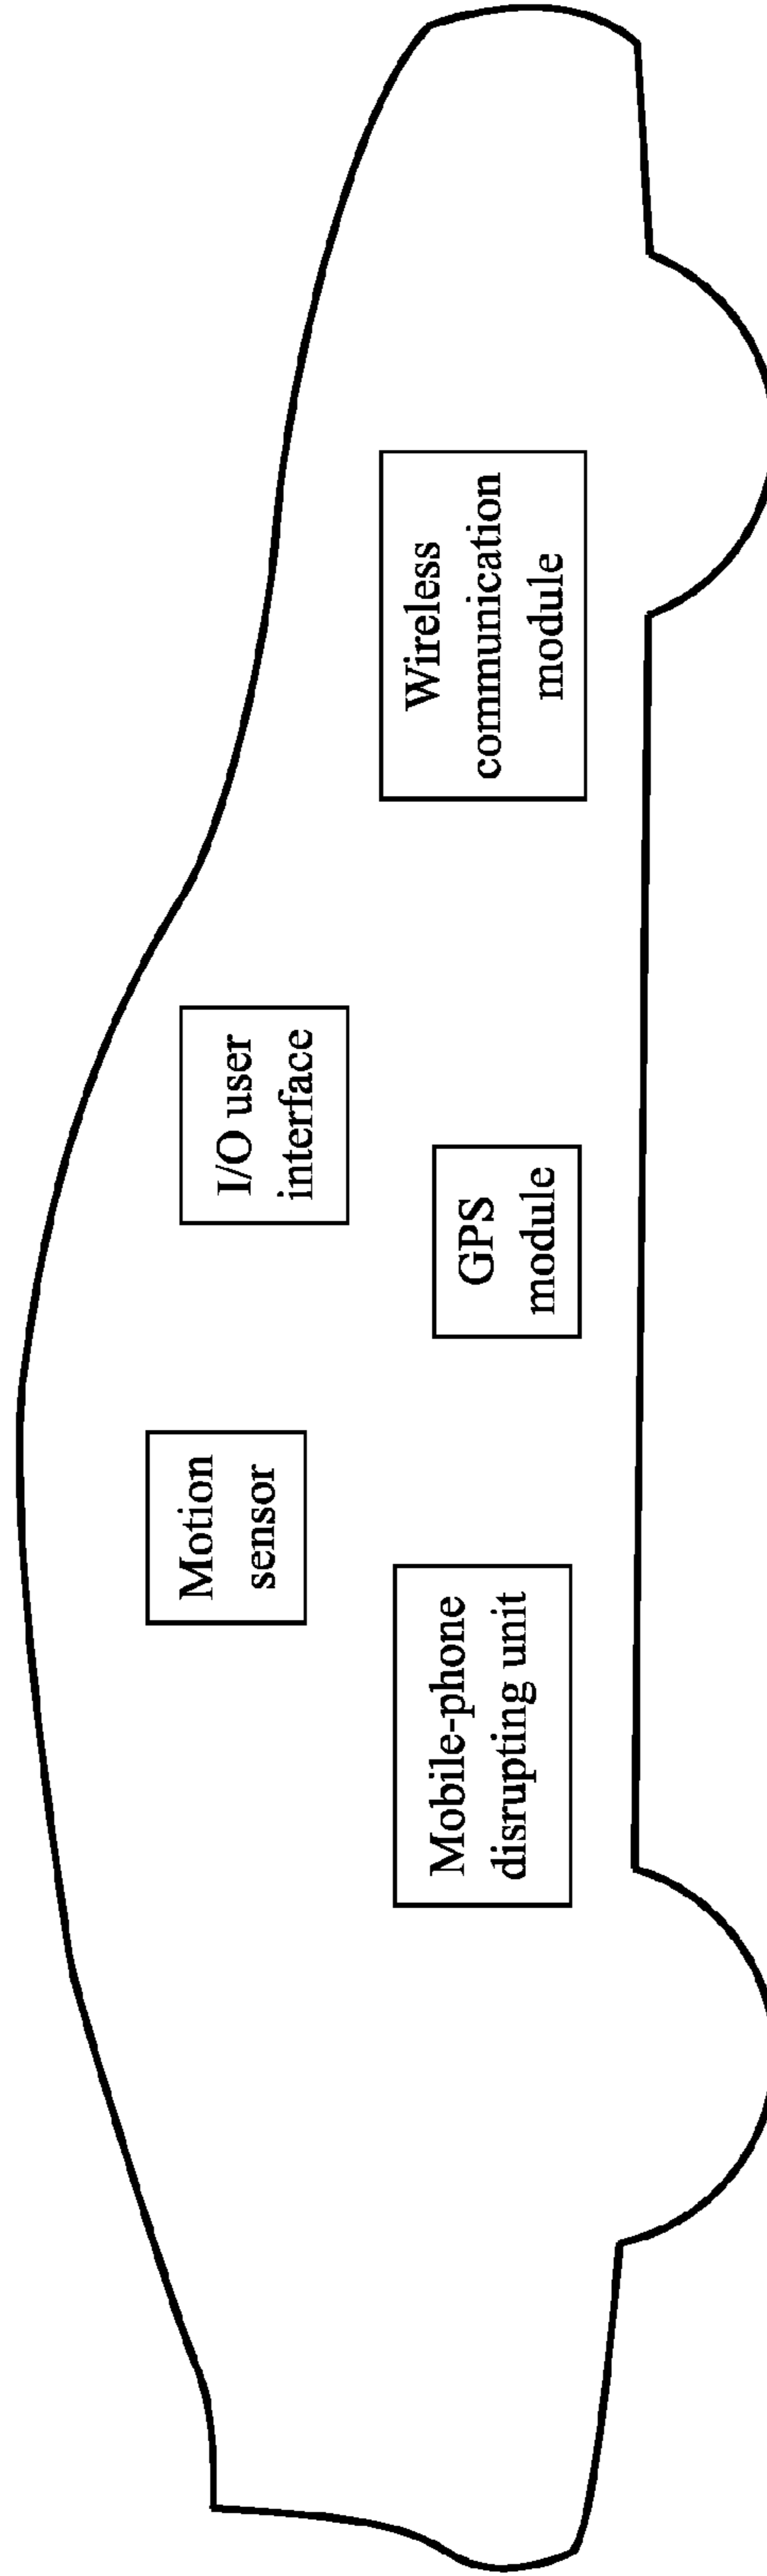 Motion
sensor
I/O user
interface
Mobile-phone
disrupting unit
GPS
module
Wireless
communication
module